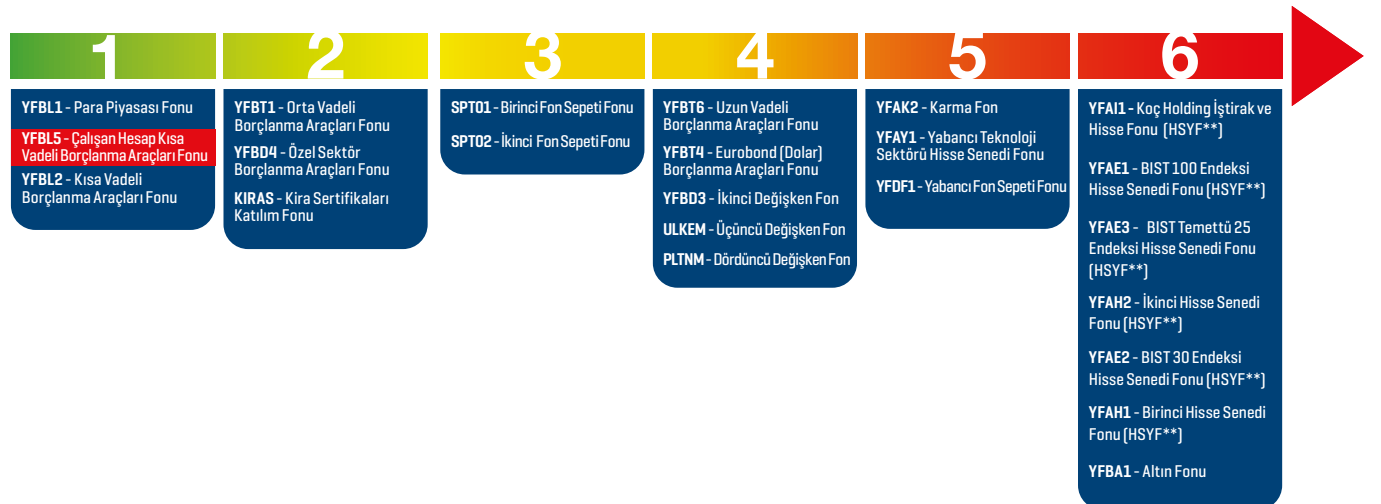 1
YFBL1 - Para Piyasası Fonu
YFBL5 - Çalışan Hesap Kısa
Vadeli Borçlanma Araçları Fonu
YFBL2 - Kısa Vadeli
Borçlanma Araçları Fonu
2
YFBT1 - Orta Vadeli
Borçlanma Araçları Fonu
YFBD4 - Özel Sektör
Borçlanma Araçları Fonu
KIRAS - Kira Sertifikaları
Katılım Fonu
3
SPT01 - Birinci Fon Sepeti Fonu
SPT02 - İkinci Fon Sepeti Fonu
4
YFBT6 - Uzun Vadeli
Borçlanma Araçları Fonu
YFBT4 - Eurobond (Dolar)
Borçlanma Araçları Fonu
YFBD3 - İkinci Değişken Fon
ULKEM - Üçüncü Değişken Fon
PLTNM - Dördüncü Değişken Fon
5
YFAK2 - Karma Fon
YFAY1 - Yabancı Teknoloji
Sektörü Hisse Senedi Fonu
YFDF1 - Yabancı Fon Sepeti Fonu
6
YFAI1 - Koç Holding İştirak ve
Hisse Fonu (HSYF**)
YFAE1 - BIST 100 Endeksi
Hisse Senedi Fonu (HSYF**)
YFAE3 - BIST Temettü 25
Endeksi Hisse Senedi Fonu
(HSYF**)
YFAH2 - İkinci Hisse Senedi
Fonu (HSYF**)
YFAE2 - BIST 30 Endeksi
Hisse Senedi Fonu (HSYF**)
YFAH1 - Birinci Hisse Senedi
Fonu (HSYF**)
YFBA1 - Altın Fonu